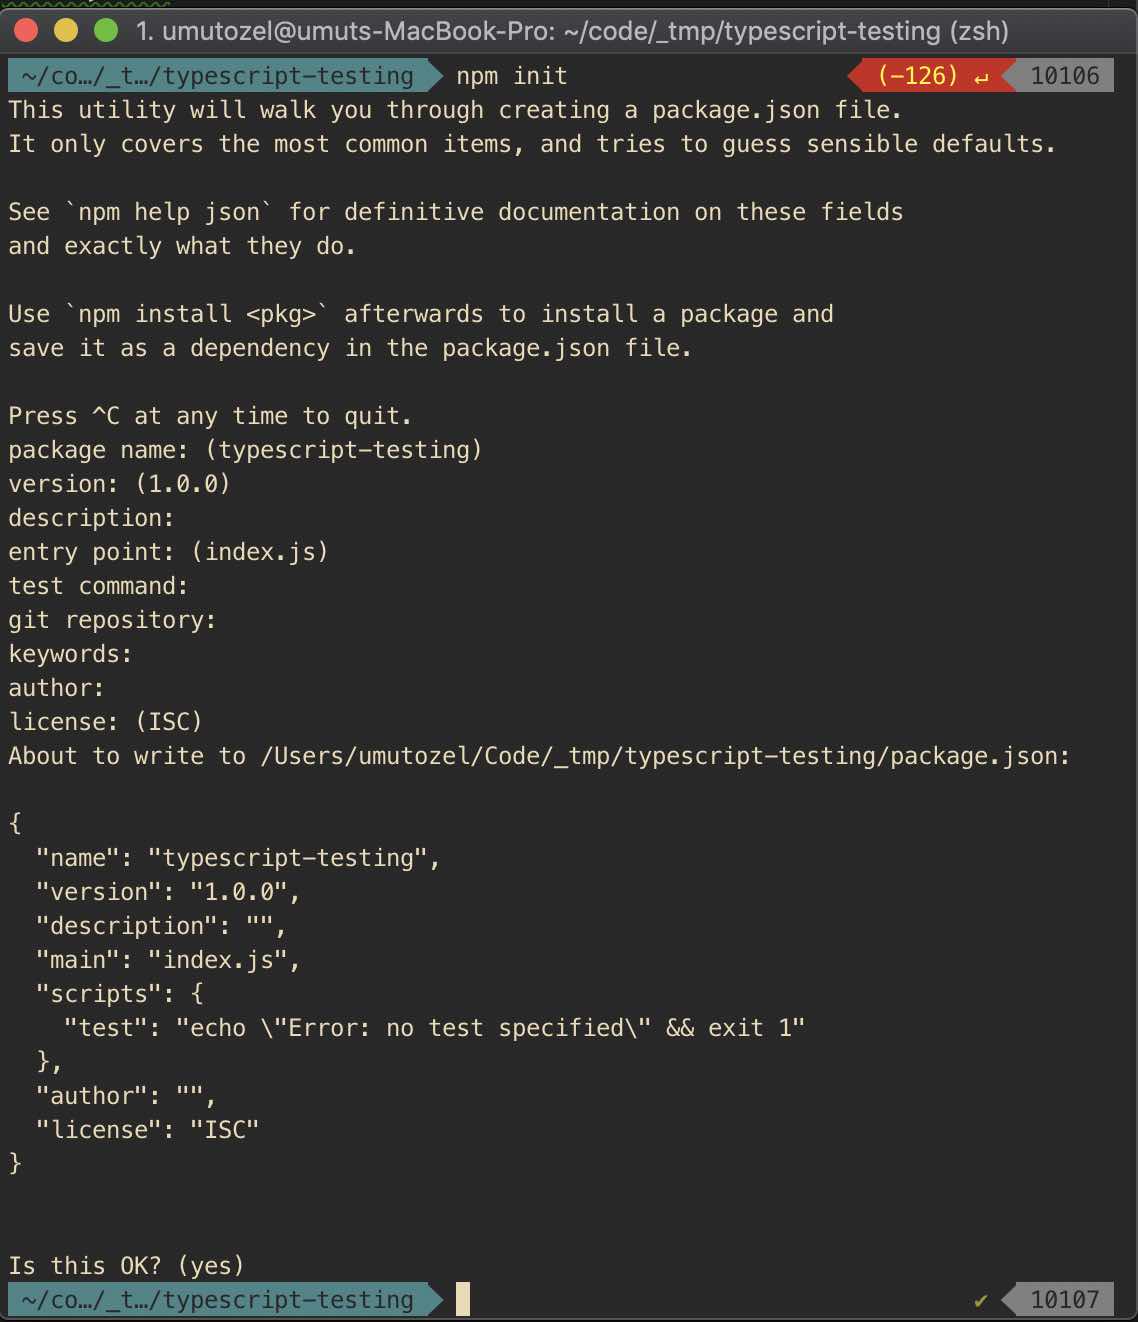 1. umutozel@umuts-MacBook-Pro: ~/code/_tmp/typescript-testing (zsh)
~/co…/_t…/typescript-testing npm init (-126) ↵ 10106
This utility will walk you through creating a package.json file.
It only covers the most common items, and tries to guess sensible defaults.
See `npm help json` for definitive documentation on these fields
and exactly what they do.
Use `npm install <pkg>` afterwards to install a package and
save it as a dependency in the package.json file.
Press ^C at any time to quit.
package name: (typescript-testing)
version: (1.0.0)
description:
entry point: (index.js)
test command:
git repository:
keywords:
author:
license: (ISC)
About to write to /Users/umutozel/Code/_tmp/typescript-testing/package.json:
{
  "name": "typescript-testing",
  "version": "1.0.0",
  "description": "",
  "main": "index.js",
  "scripts": {
    "test": "echo \"Error: no test specified\" && exit 1"
  },
  "author": "",
  "license": "ISC"
}
Is this OK? (yes)
~/co…/_t…/typescript-testing ✔ 10107